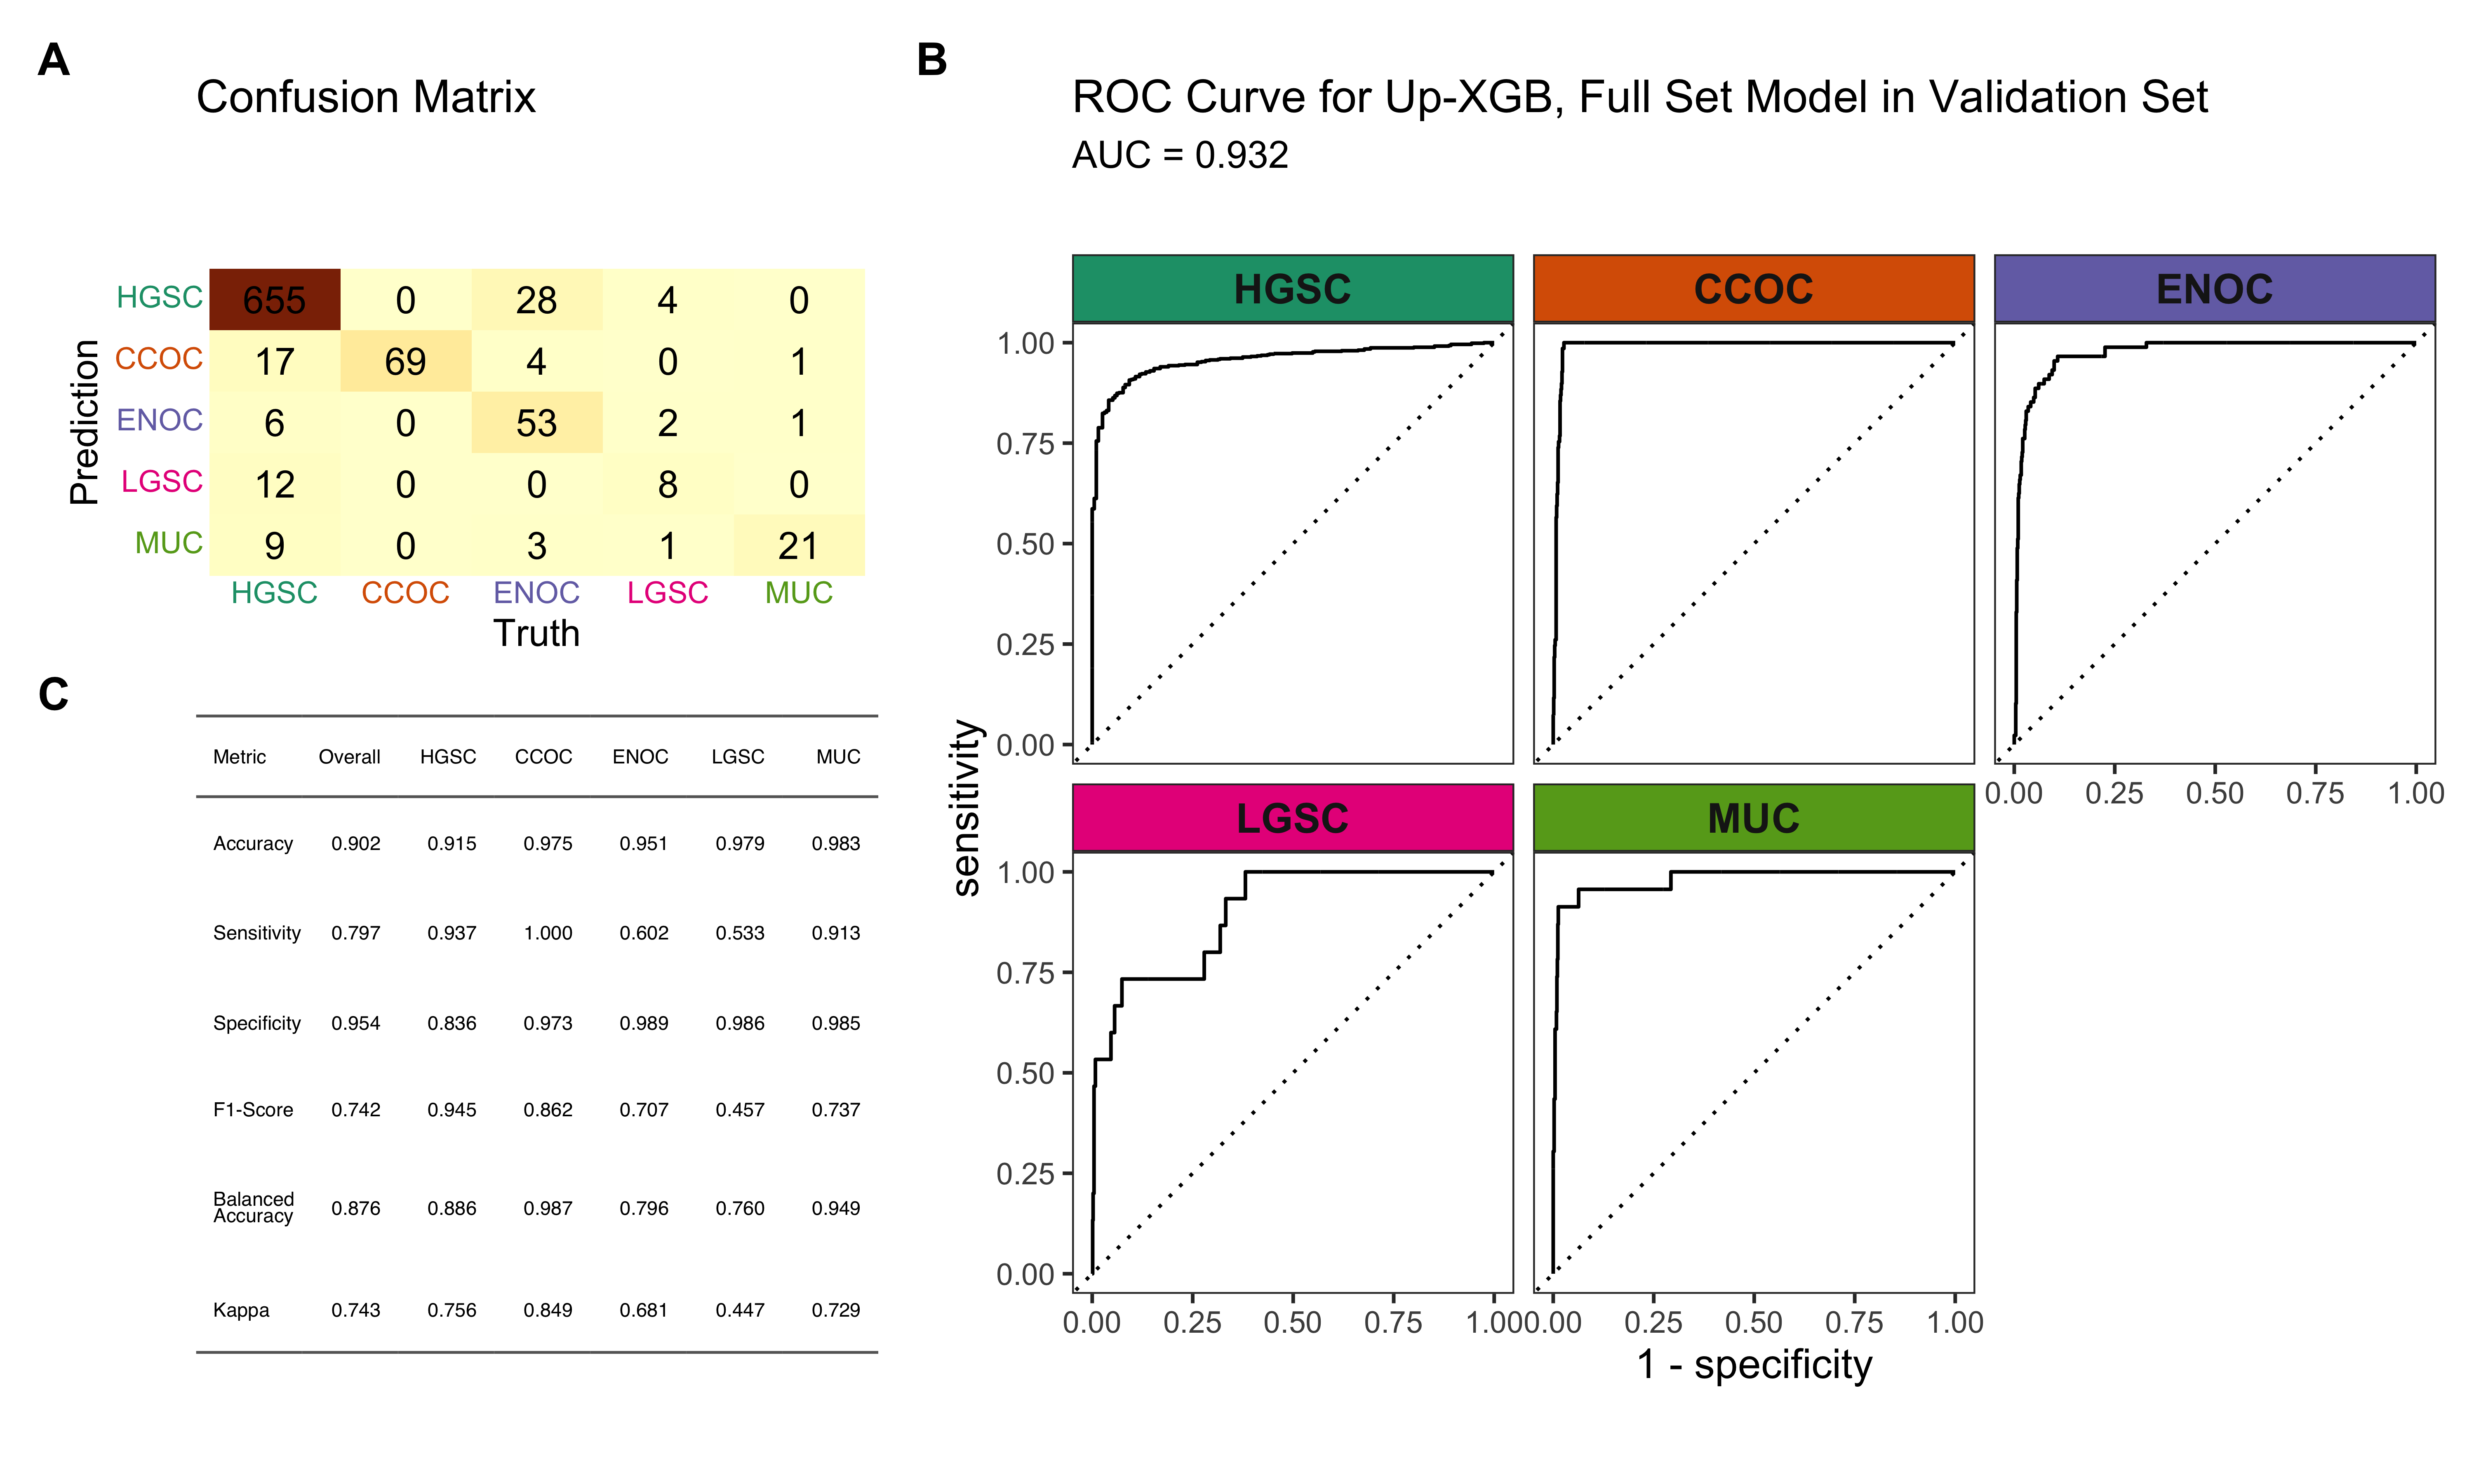 A
Confusion Matrix
Prediction
HGSC 655 0 28 4 0
CCOC 17 69 4 0 1
ENOC 6 0 53 2 1
LGSC 12 0 0 8 0
MUC 9 0 3 1 21
HGSC CCOC ENOC LGSC MUC
Truth
B
ROC Curve for Up-XGB, Full Set Model in Validation Set
AUC = 0.932
sensitivity
HGSC CCOC ENOC
1.00
0.75
0.50
0.25
0.00
0.00 0.25 0.50 0.75 1.00
LGSC MUC
1.00
0.75
0.50
0.25
0.00
0.00 0.25 0.50 0.75 1.00 0.00 0.25 0.50 0.75 1.00
1 - specificity
C
Metric Overall HGSC CCOC ENOC LGSC MUC
Accuracy 0.902 0.915 0.975 0.951 0.979 0.983
Sensitivity 0.797 0.937 1.000 0.602 0.533 0.913
Specificity 0.954 0.836 0.973 0.989 0.986 0.985
F1-Score 0.742 0.945 0.862 0.707 0.457 0.737
Balanced
Accuracy 0.876 0.886 0.987 0.796 0.760 0.949
Kappa 0.743 0.756 0.849 0.681 0.447 0.729